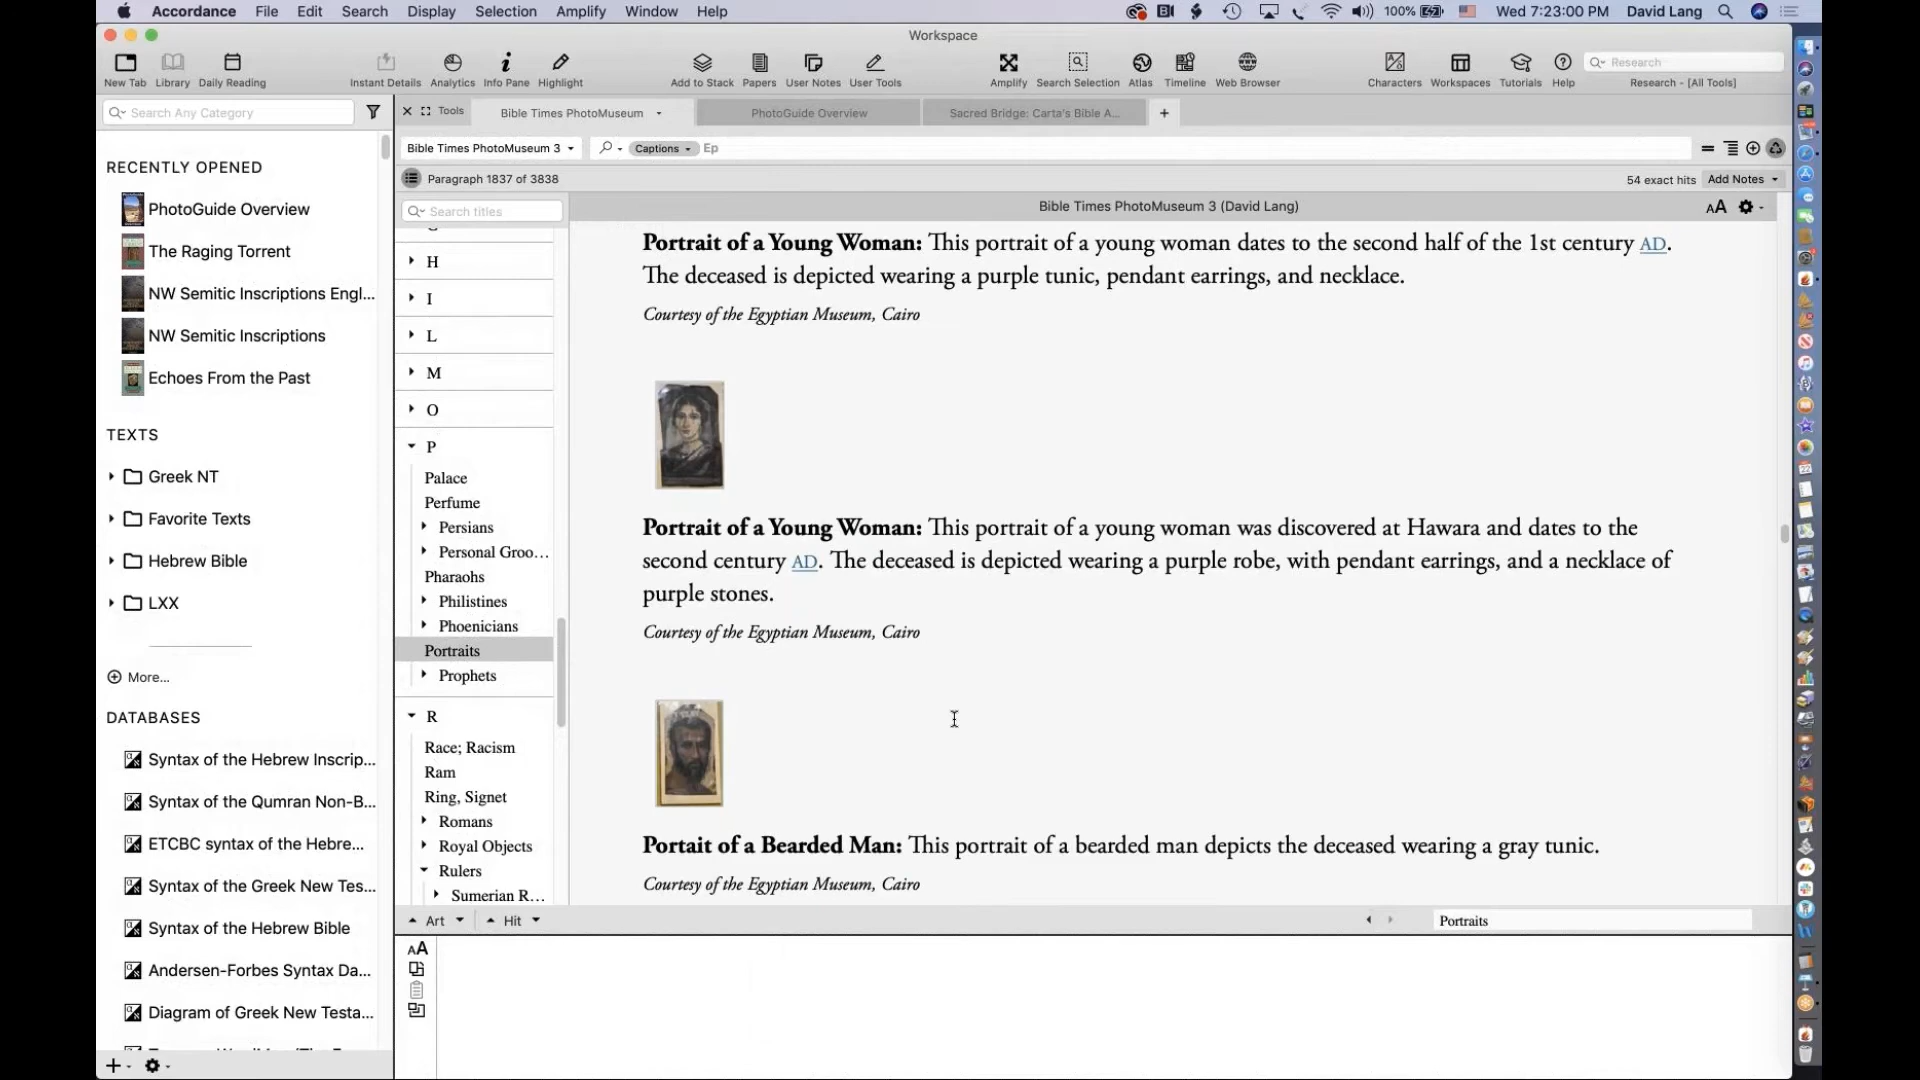 Accordance File Edit Search Display Selection Amplify Window Help 100% Wed 7:23:00 PM David Lang
Workspace
New Tab Library Daily Reading Instant Details Analytics Info Pane Highlight Add to Stack Papers User Notes User Tools Amplify Search Selection Atlas Timeline Web Browser Characters Workspaces Tutorials Help Research
Research - [All Tools]
Search Any Category
Tools Bible Times PhotoMuseum PhotoGuide Overview Sacred Bridge: Carta's Bible A...
Bible Times PhotoMuseum 3 Captions Ep
Paragraph 1837 of 3838 54 exact hits Add Notes
Search titles
Bible Times PhotoMuseum 3 (David Lang)
RECENTLY OPENED
PhotoGuide Overview
The Raging Torrent
NW Semitic Inscriptions Engl...
NW Semitic Inscriptions
Echoes From the Past
TEXTS
Greek NT
Favorite Texts
Hebrew Bible
LXX
More...
DATABASES
Syntax of the Hebrew Inscrip...
Syntax of the Qumran Non-B...
ETCBC syntax of the Hebre...
Syntax of the Greek New Tes...
Syntax of the Hebrew Bible
Andersen-Forbes Syntax Da...
Diagram of Greek New Testa...
H
I
L
M
O
P
Palace
Perfume
Persians
Personal Groo...
Pharaohs
Philistines
Phoenicians
Portraits
Prophets
R
Race; Racism
Ram
Ring, Signet
Romans
Royal Objects
Rulers
Sumerian R...
Portrait of a Young Woman: This portrait of a young woman dates to the second half of the 1st century AD.
The deceased is depicted wearing a purple tunic, pendant earrings, and necklace.
Courtesy of the Egyptian Museum, Cairo
Portrait of a Young Woman: This portrait of a young woman was discovered at Hawara and dates to the
second century AD. The deceased is depicted wearing a purple robe, with pendant earrings, and a necklace of
purple stones.
Courtesy of the Egyptian Museum, Cairo
Portait of a Bearded Man: This portrait of a bearded man depicts the deceased wearing a gray tunic.
Courtesy of the Egyptian Museum, Cairo
Art Hit Portraits